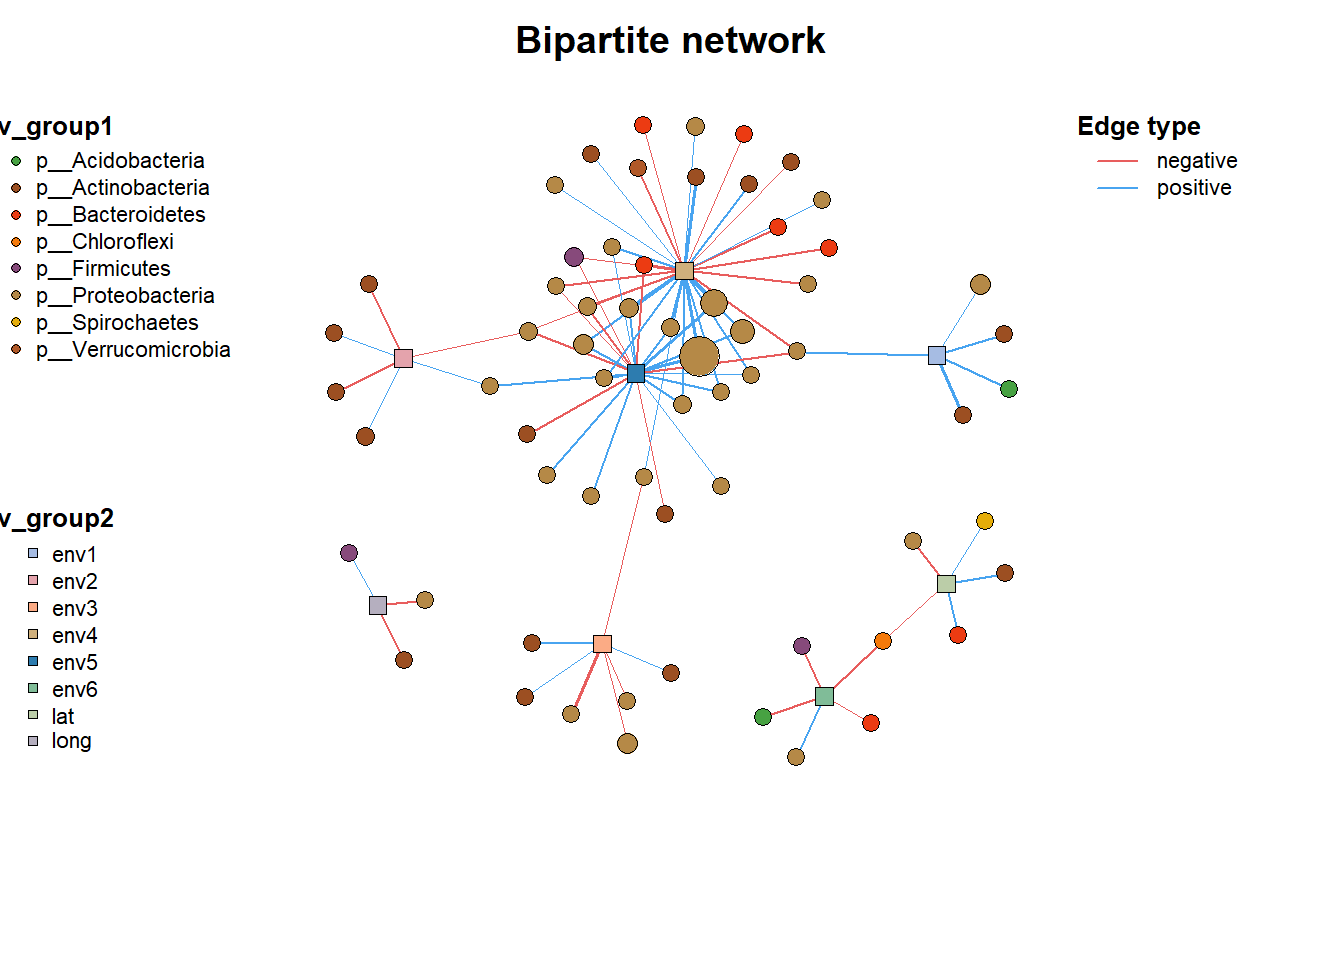 Bipartite network
v_group1
p__Acidobacteria
p__Actinobacteria
p__Bacteroidetes
p__Chloroflexi
p__Firmicutes
p__Proteobacteria
p__Spirochaetes
p__Verrucomicrobia
v_group2
env1
env2
env3
env4
env5
env6
lat
long
Edge type
negative
positive